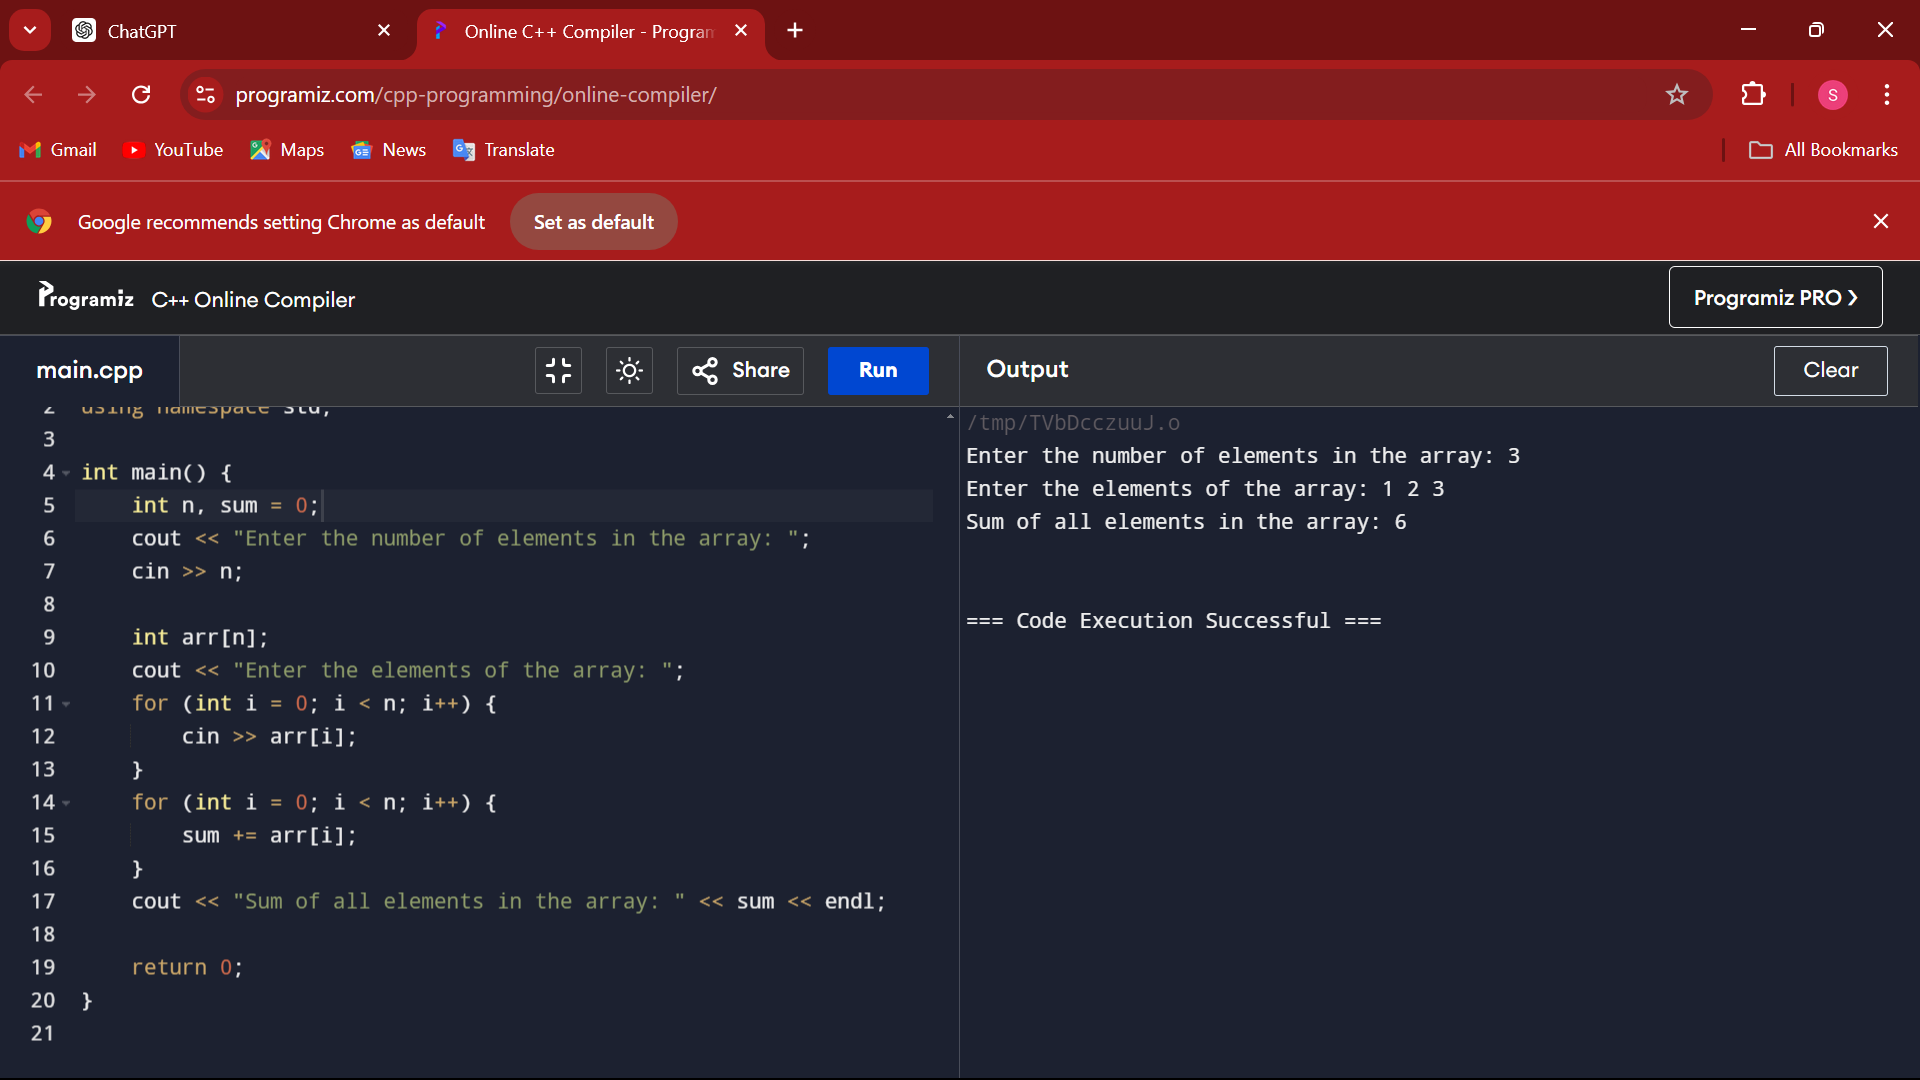 ChatGPT
Online C++ Compiler - Program
programiz.com/cpp-programming/online-compiler/
S
Gmail
YouTube
Maps
News
Translate
All Bookmarks
Google recommends setting Chrome as default
Set as default
Programiz C++ Online Compiler
Programiz PRO ❯
main.cpp
Share
Run
Output
Clear
2 using namespace std;
3
4 int main() {
5 int n, sum = 0;
6 cout << "Enter the number of elements in the array: ";
7 cin >> n;
8
9 int arr[n];
10 cout << "Enter the elements of the array: ";
11 for (int i = 0; i < n; i++) {
12 cin >> arr[i];
13 }
14 for (int i = 0; i < n; i++) {
15 sum += arr[i];
16 }
17 cout << "Sum of all elements in the array: " << sum << endl;
18
19 return 0;
20 }
21
/tmp/TVbDcczuuJ.o
Enter the number of elements in the array: 3
Enter the elements of the array: 1 2 3
Sum of all elements in the array: 6
=== Code Execution Successful ===